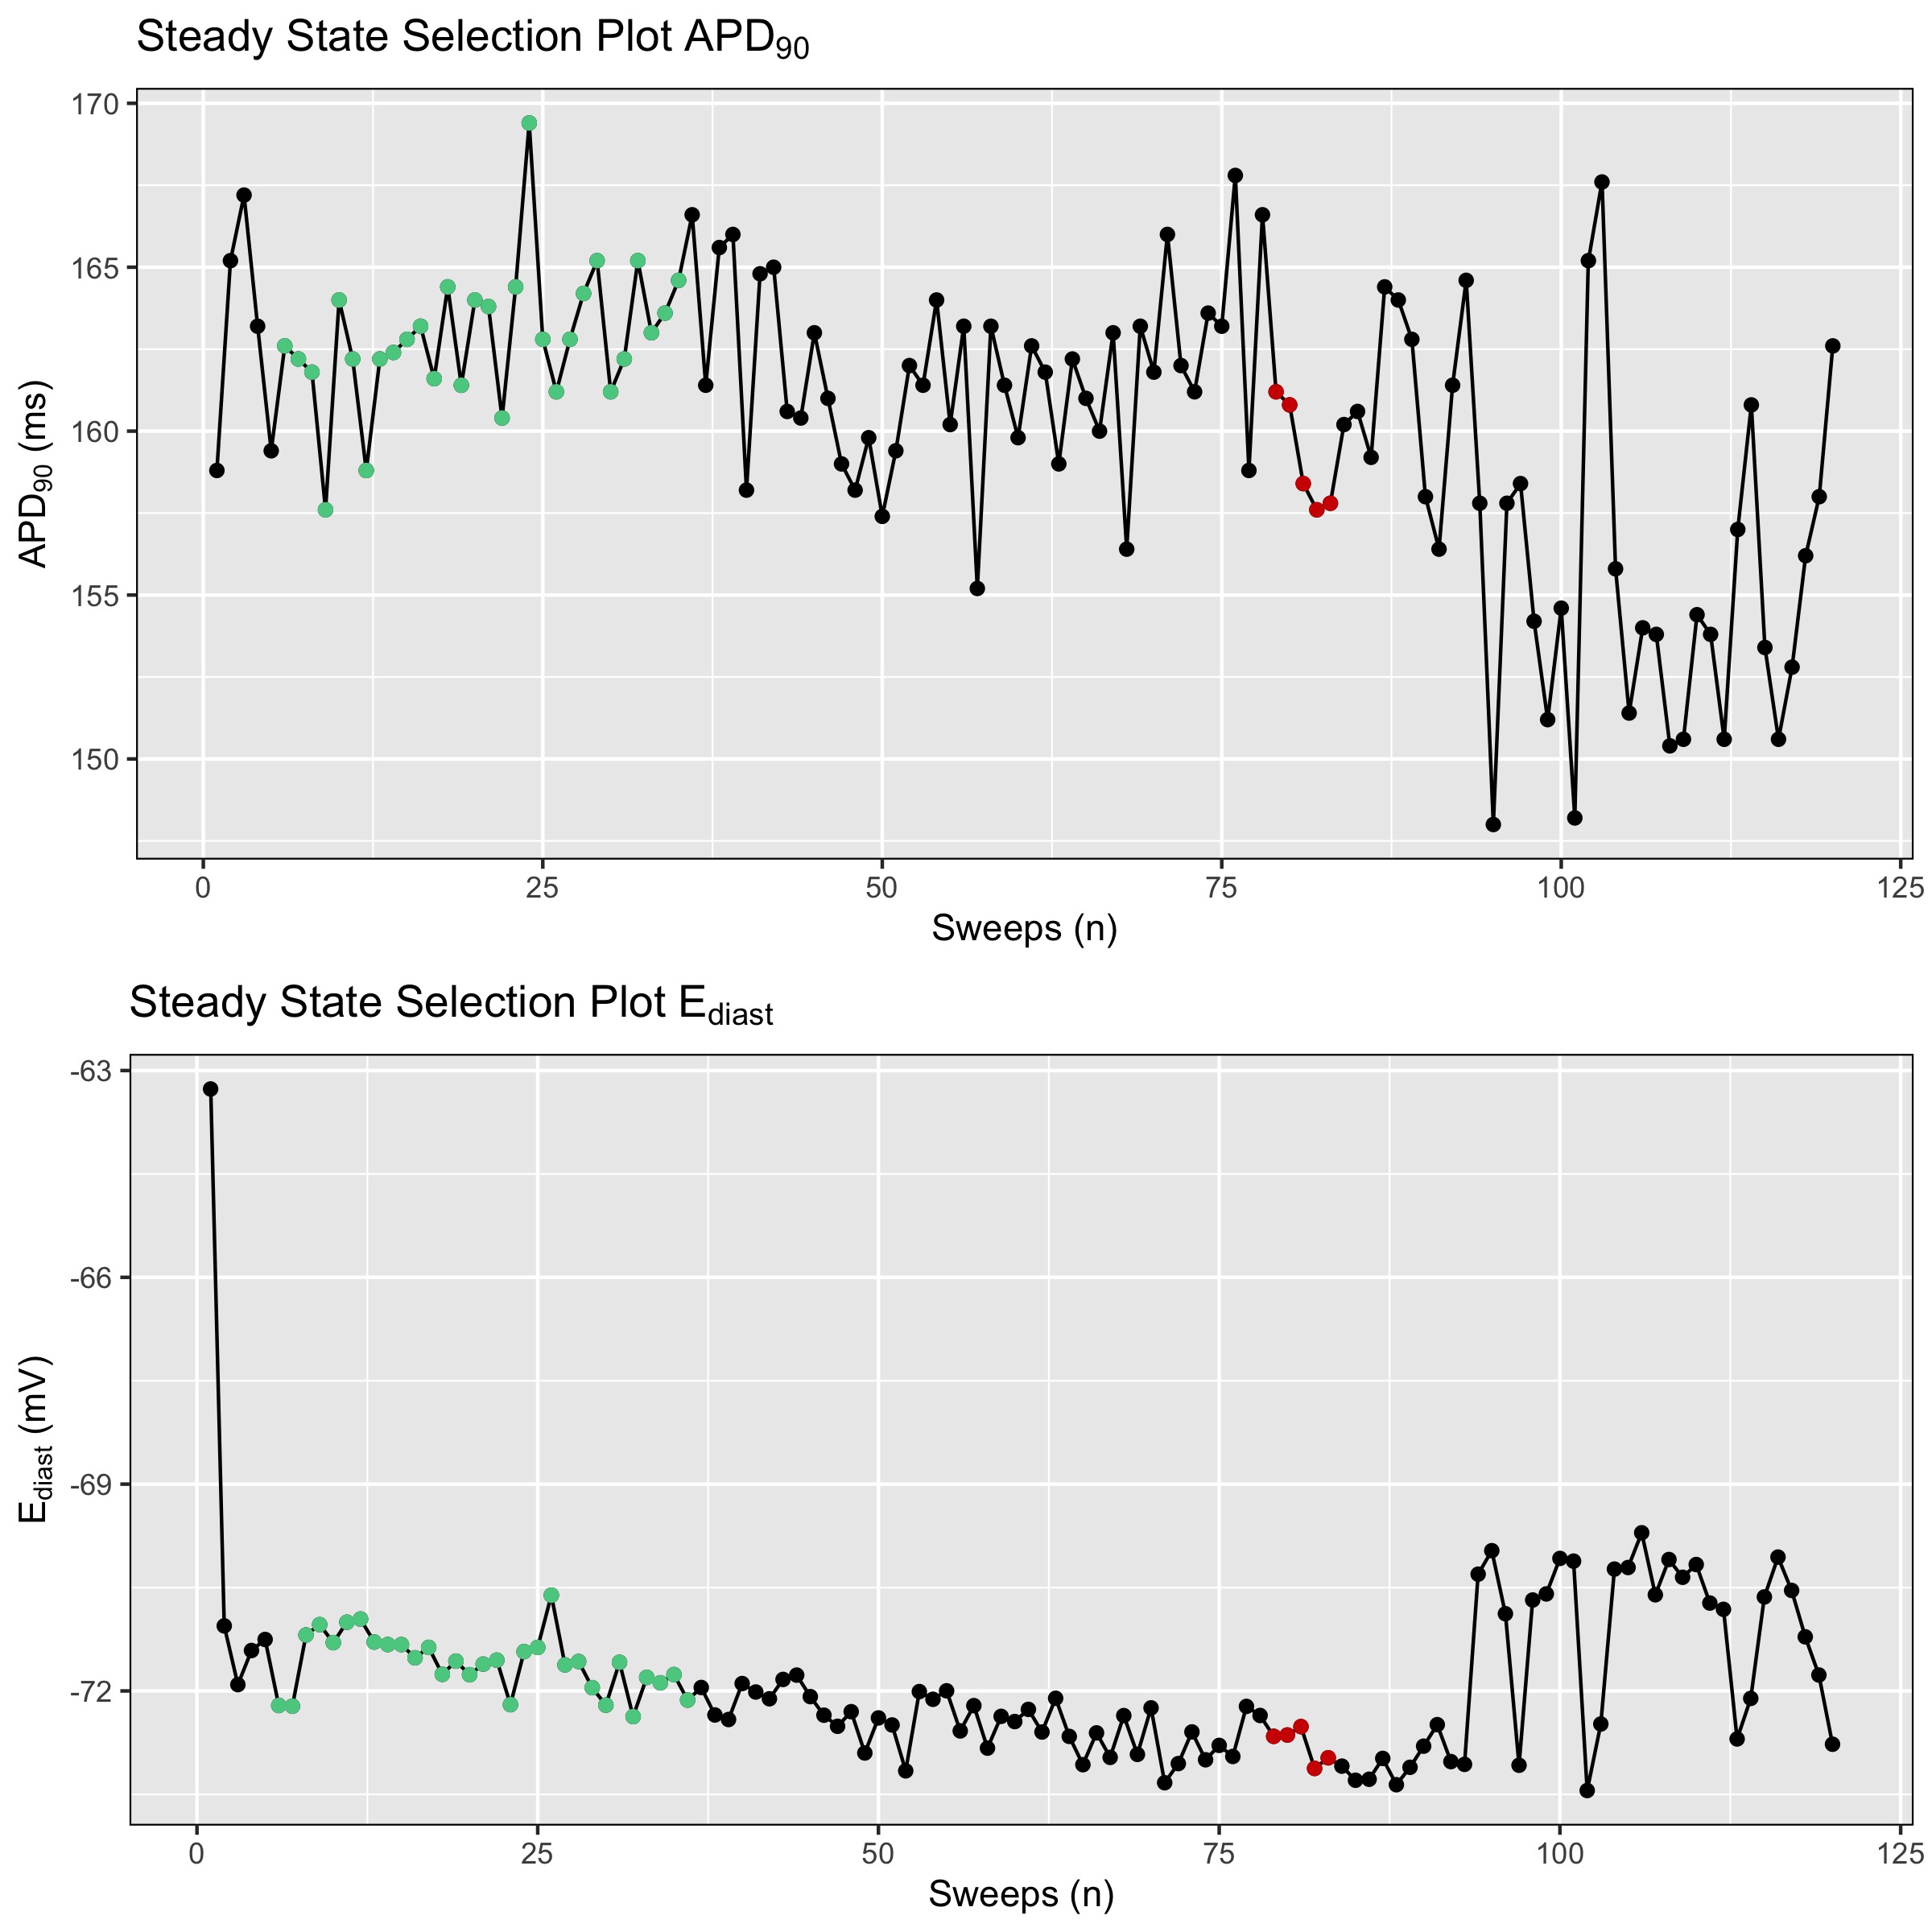 Steady State Selection Plot APD90
170
165
160
155
150
APD90 (ms)
0 25 50 75 100 125
Sweeps (n)
Steady State Selection Plot Ediast
-63
-66
-69
-72
Ediast (mV)
0 25 50 75 100 125
Sweeps (n)